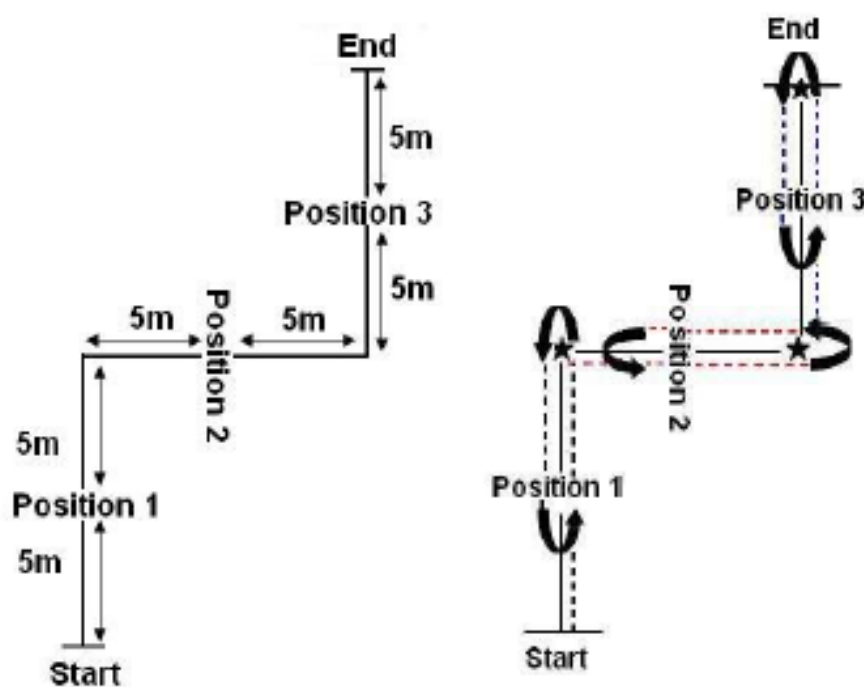 End
5m
Position 3
5m
5m
Position 2
5m
5m
Position 1
5m
Start
End
Position 3
Position 2
Position 1
Start